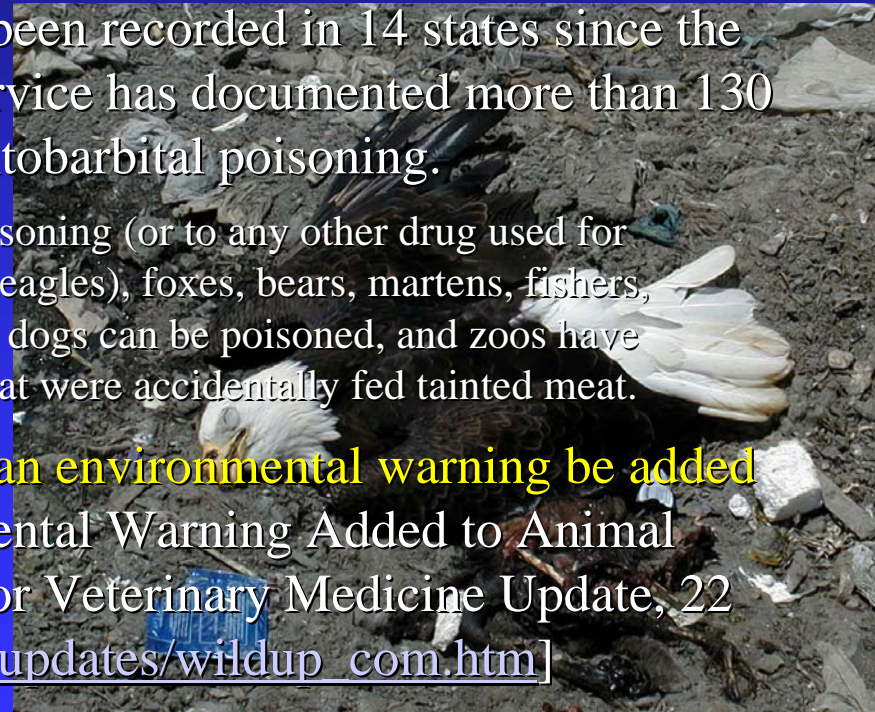 been recorded in 14 states since the
rvice has documented more than 130
tobarbital poisoning.
soning (or to any other drug used for
eagles), foxes, bears, martens, fishers,
dogs can be poisoned, and zoos have
at were accidentally fed tainted meat.
an environmental warning be added
ental Warning Added to Animal
or Veterinary Medicine Update, 22
updates/wildup_com.htm]